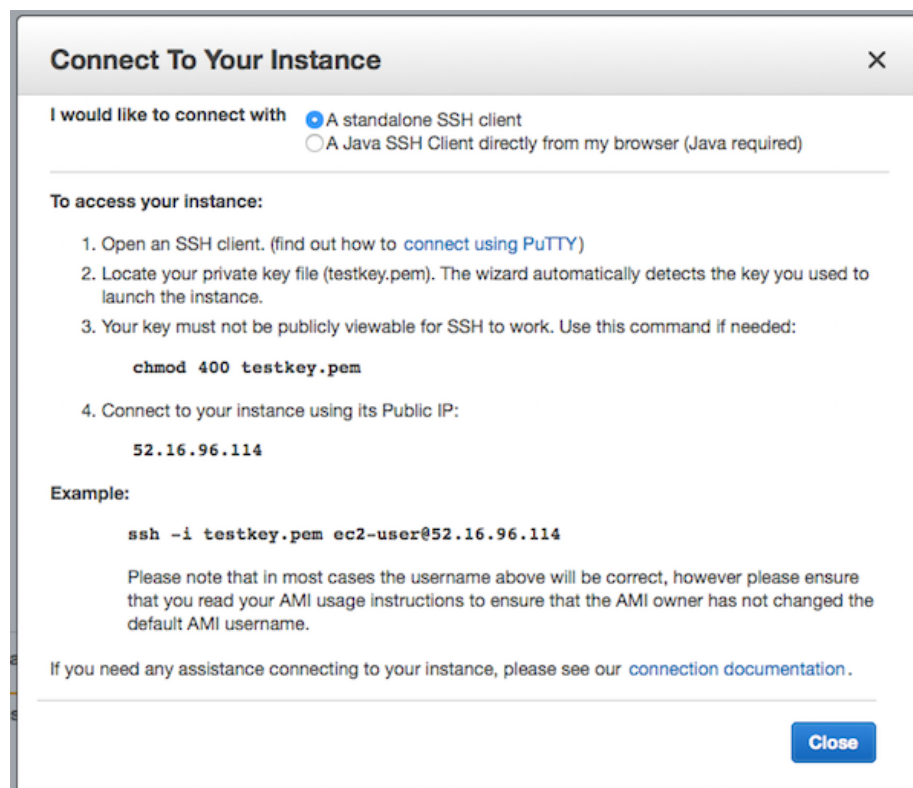 Connect To Your Instance
I would like to connect with
A standalone SSH client
A Java SSH Client directly from my browser (Java required)
To access your instance:
1. Open an SSH client. (find out how to connect using PuTTY)
2. Locate your private key file (testkey.pem). The wizard automatically detects the key you used to
launch the instance.
3. Your key must not be publicly viewable for SSH to work. Use this command if needed:
chmod 400 testkey.pem
4. Connect to your instance using its Public IP:
52.16.96.114
Example:
ssh -i testkey.pem ec2-user@52.16.96.114
Please note that in most cases the username above will be correct, however please ensure
that you read your AMI usage instructions to ensure that the AMI owner has not changed the
default AMI username.
If you need any assistance connecting to your instance, please see our connection documentation.
Close